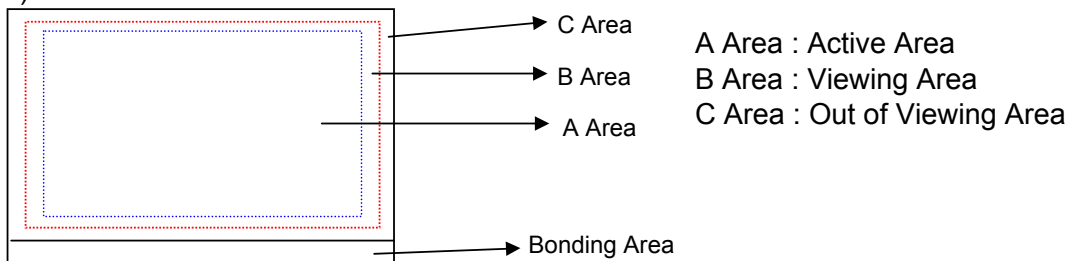 C Area
B Area
A Area
Bonding Area
A Area : Active Area
B Area : Viewing Area
C Area : Out of Viewing Area